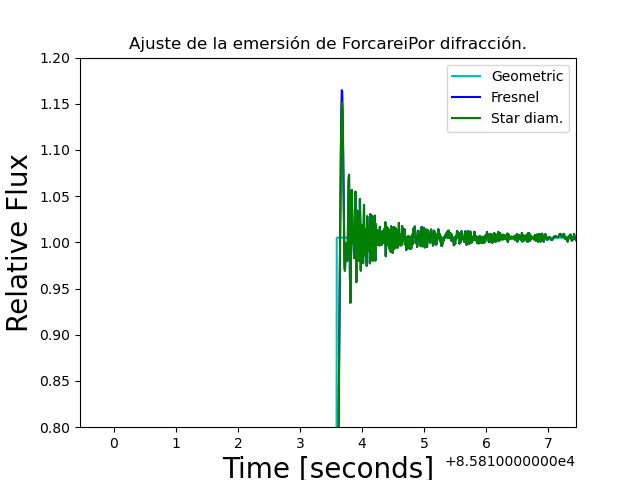 Ajuste de la emersión de ForcareiPor difracción.
Geometric
Fresnel
Star diam.
Relative Flux
1.20
1.15
1.10
1.05
1.00
0.95
0.90
0.85
0.80
0 1 2 3 4 5 6 7
Time [seconds]
+8.5810000000e4